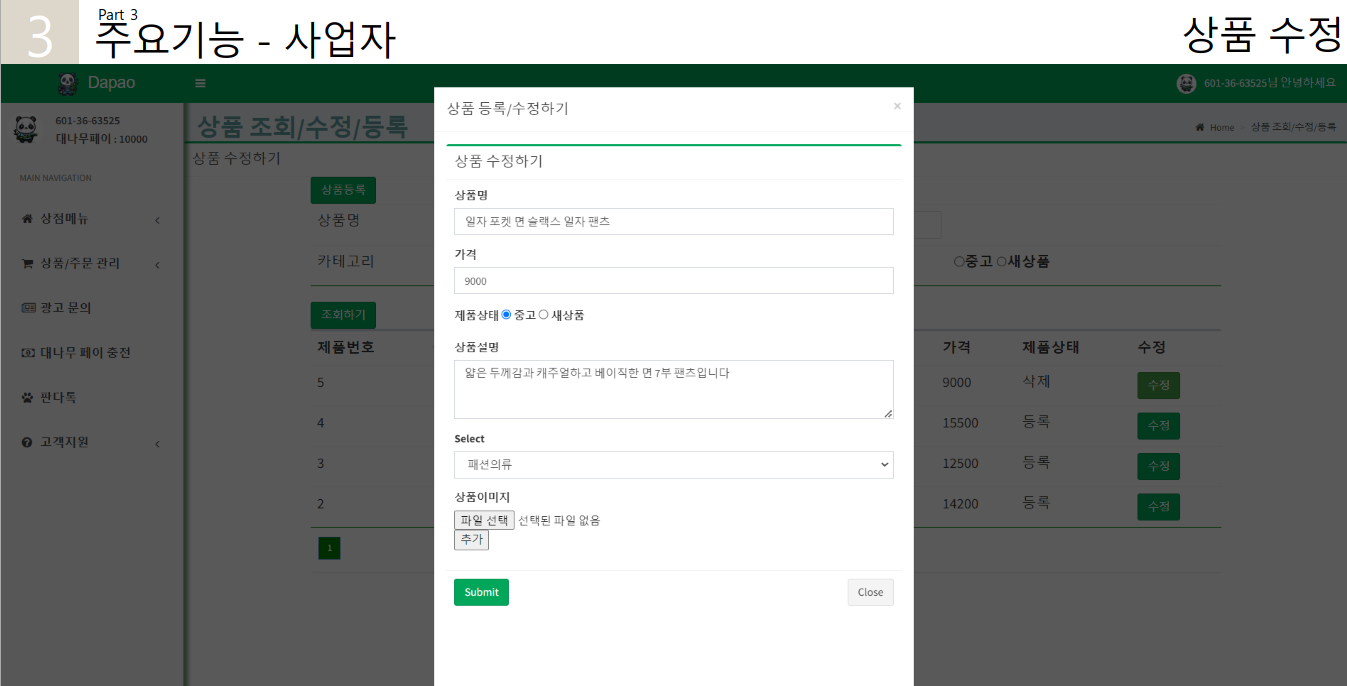 3
Part 3
주요기능 - 사업자
상품 수정
Dapao
601-36-63525님 안녕하세요
601-36-63525
대나무페이 : 10000
MAIN NAVIGATION
상점메뉴
상품/주문 관리
광고 문의
대나무 페이 충전
판다톡
고객지원
상품 조회/수정/등록
Home > 상품 조회/수정/등록
상품 수정하기
상품등록
상품명
카테고리
중고 새상품
조회하기
제품번호 가격 제품상태 수정
5 9000 삭제 수정
4 15500 등록 수정
3 12500 등록 수정
2 14200 등록 수정
1
상품 등록/수정하기 ×
상품 수정하기
상품명
일자 포켓 면 슬랙스 일자 팬츠
가격
9000
제품상태 중고 새상품
상품설명
얇은 두께감과 캐주얼하고 베이직한 면 7부 팬츠입니다
Select
패션의류
상품이미지
파일 선택 선택된 파일 없음
추가
Submit Close